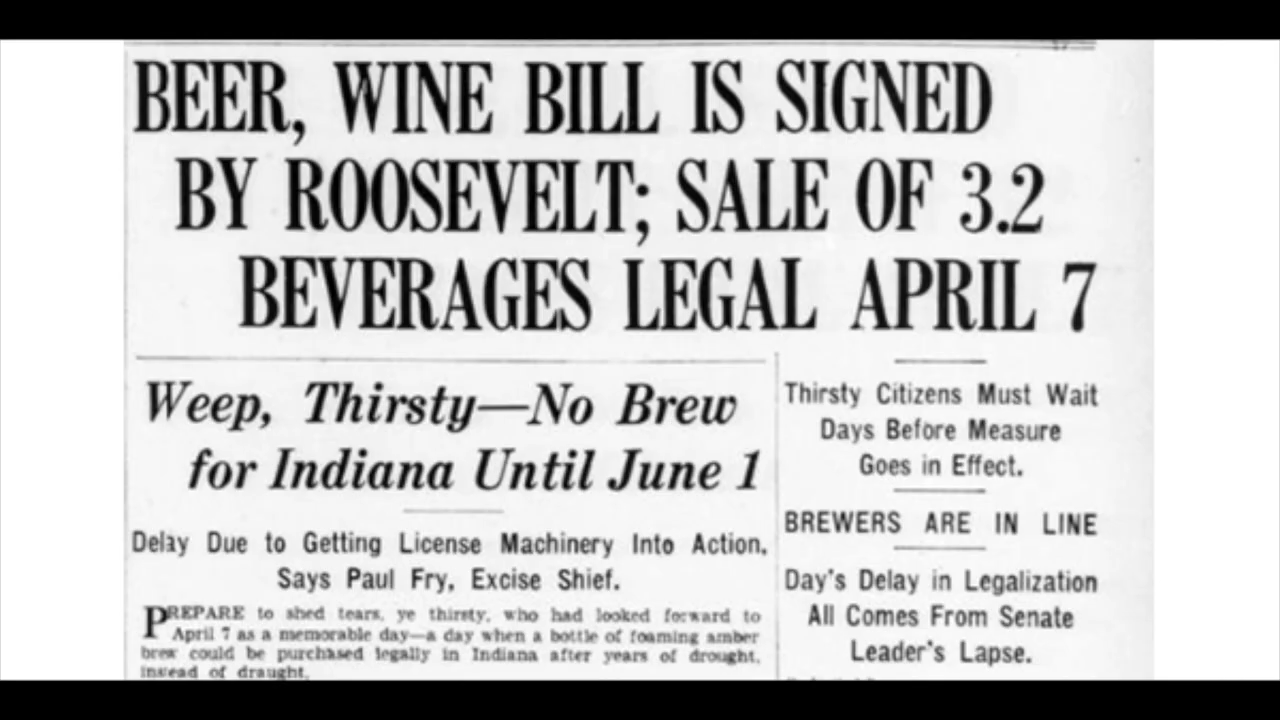 BEER, WINE BILL IS SIGNED
BY ROOSEVELT; SALE OF 3.2
BEVERAGES LEGAL APRIL 7
Weep, Thirsty—No Brew
for Indiana Until June 1
Delay Due to Getting License Machinery Into Action,
Says Paul Fry, Excise Shief.
PREPARE to shed tears, ye thirsty, who had looked forward to
April 7 as a memorable day—a day when a bottle of foaming amber
brew could be purchased legally in Indiana after years of drought,
instead of draught.
Thirsty Citizens Must Wait
Days Before Measure
Goes in Effect.
BREWERS ARE IN LINE
Day's Delay in Legalization
All Comes From Senate
Leader's Lapse.